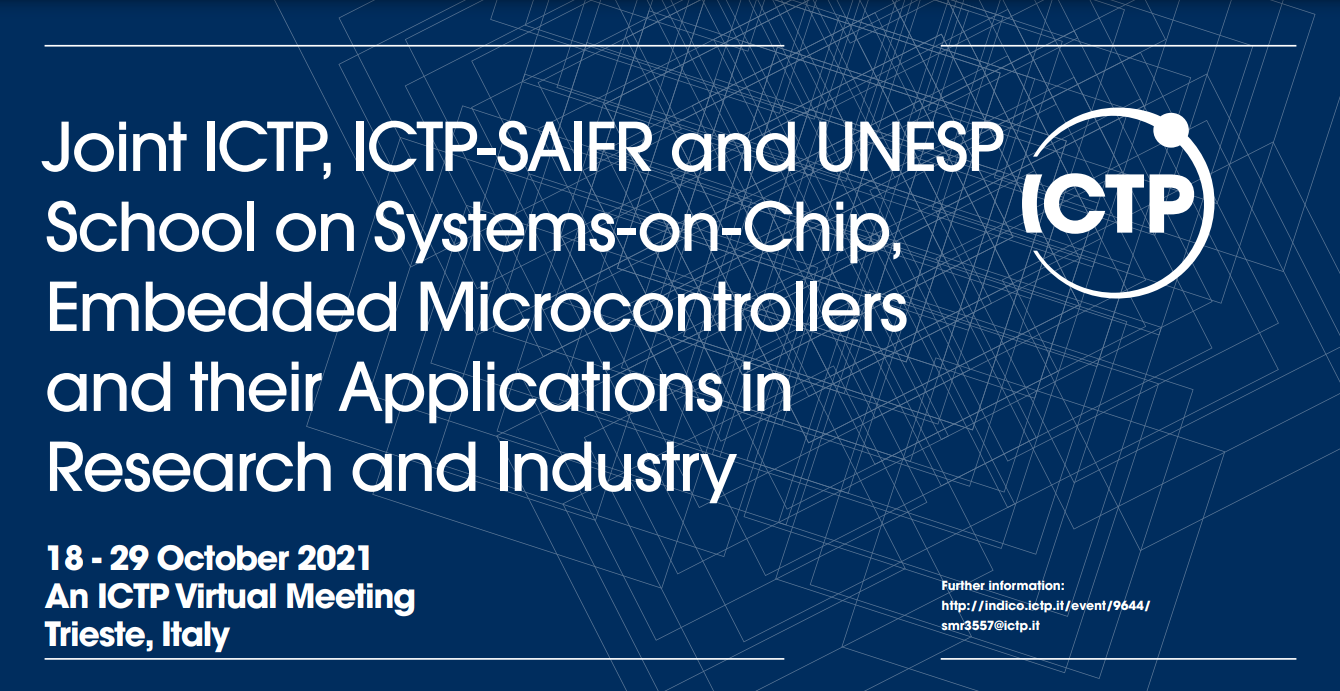 Joint ICTP, ICTP-SAIFR and UNESP
School on Systems-on-Chip,
Embedded Microcontrollers
and their Applications in
Research and Industry
ICTP
18 - 29 October 2021
An ICTP Virtual Meeting
Trieste, Italy
Further information:
http://indico.ictp.it/event/9644/
smr3557@ictp.it